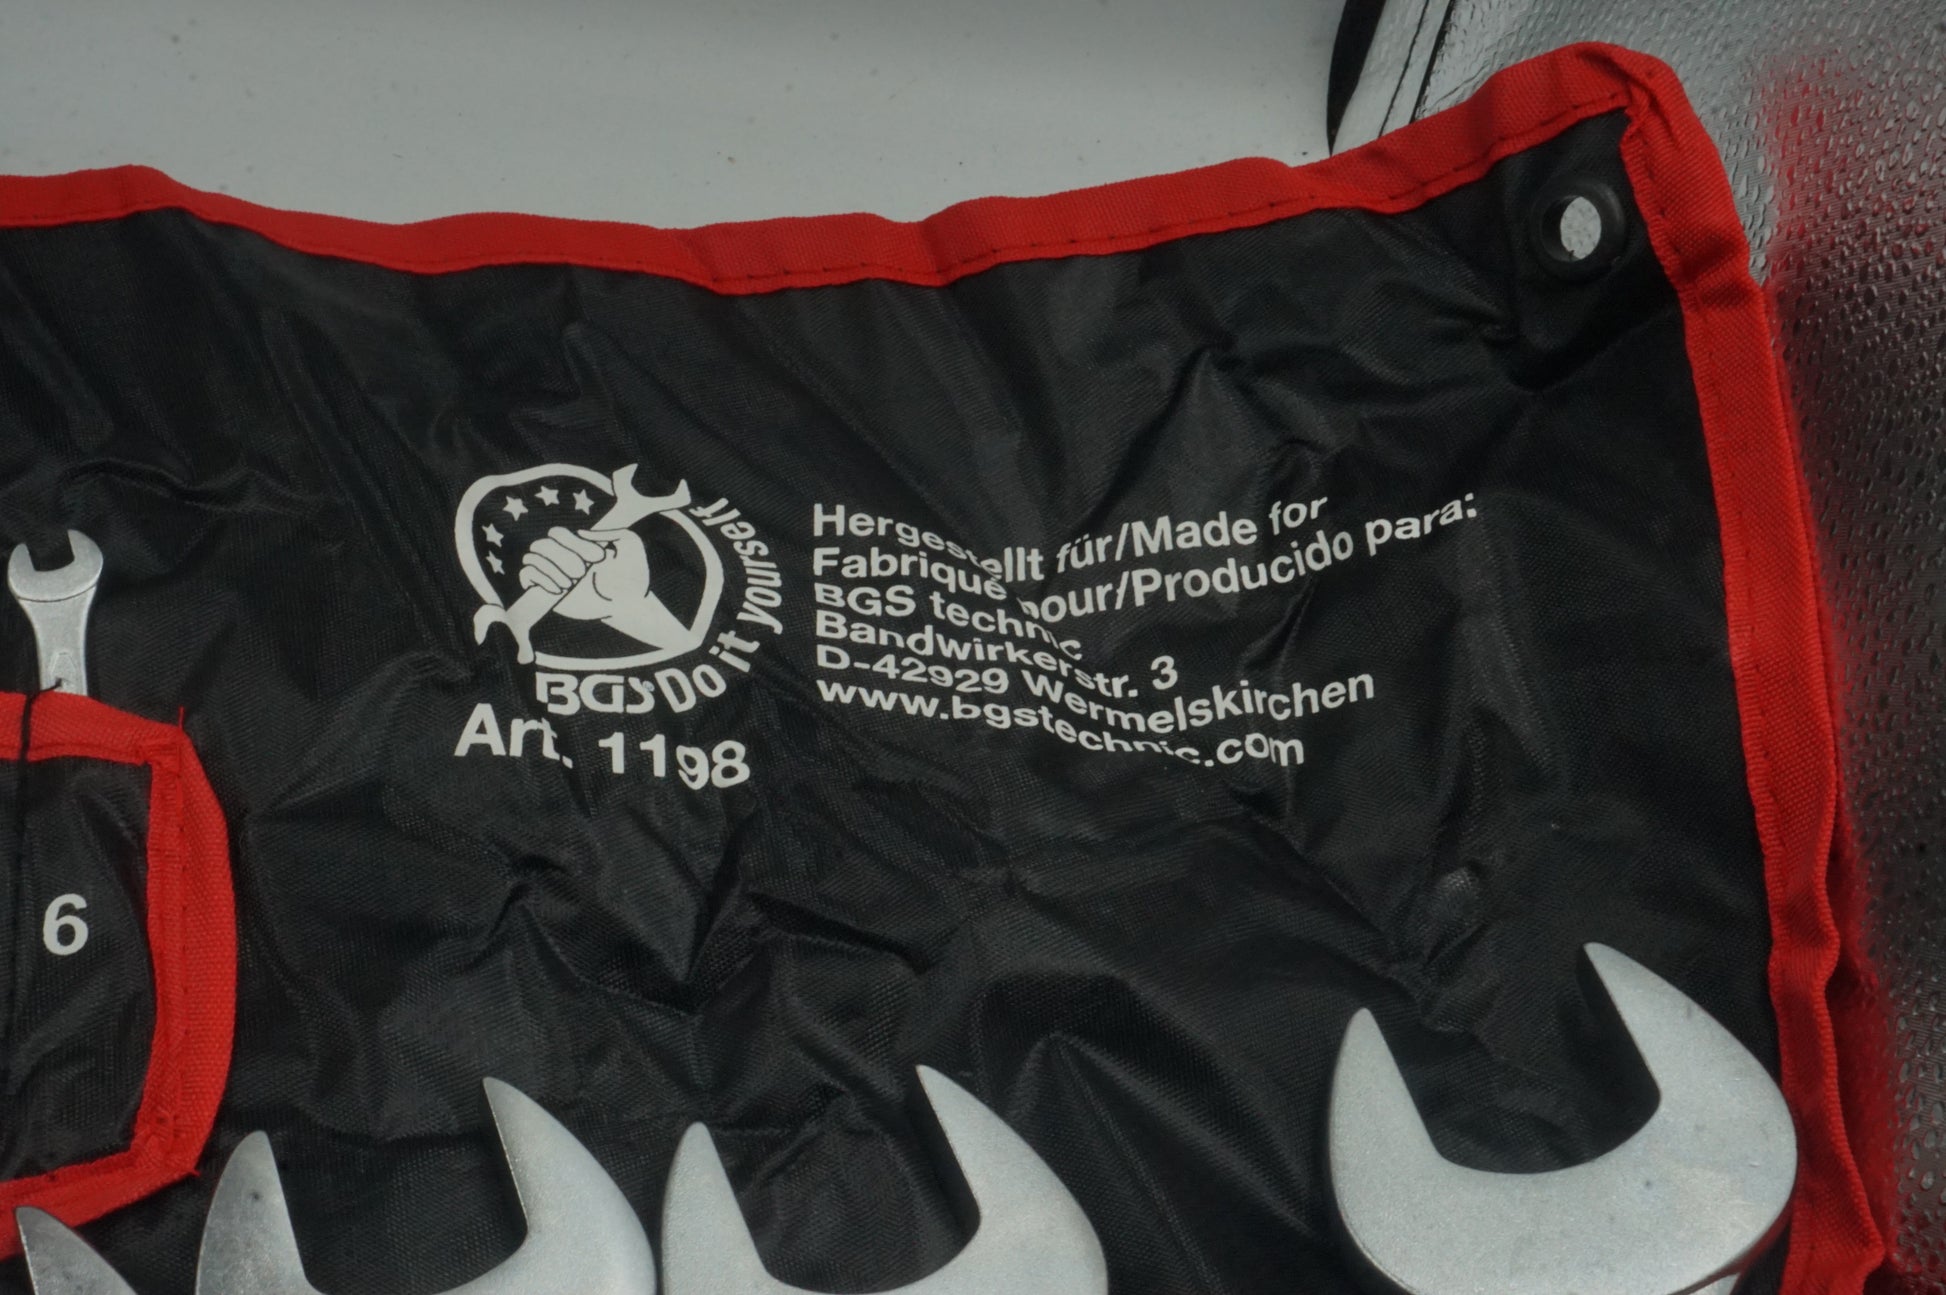 BGS Do it yourself
Art. 1198
Hergestellt für/Made for
Fabrique pour/Producido para:
BGS technic
Bandwirkerstr. 3
D-42929 Wermelskirchen
www.bgstechnic.com
6